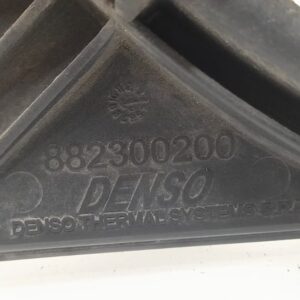 882300200
DENSO
DENSO THERMAL SYSTEMS S.P.A